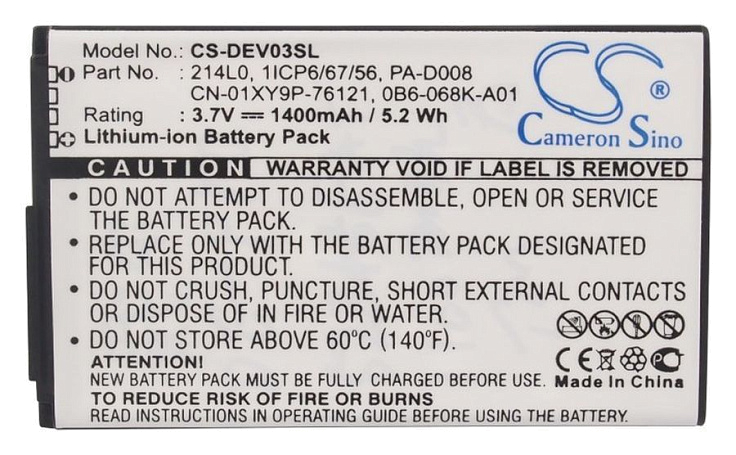 Model No.: CS-DEV03SL
Part No. : 214L0, 1ICP6/67/56, PA-D008
CN-01XY9P-76121, 0B6-068K-A01
Rating: : 3.7V 1400mAh / 5.2 Wh
Lithium-ion Battery Pack
CS ®
Cameron Sino
CAUTION WARRANTY VOID IF LABEL IS REMOVED
• DO NOT ATTEMPT TO DISASSEMBLE, OPEN OR SERVICE
THE BATTERY PACK.
• REPLACE ONLY WITH THE BATTERY PACK DESIGNATED
FOR THIS PRODUCT.
• DO NOT CRUSH, PUNCTURE, SHORT EXTERNAL CONTACTS
OR DISPOSE OF IN FIRE OR WATER.
• DO NOT STORE ABOVE 60°C (140°F).
ATTENTION!
NEW BATTERY PACK MUST BE FULLY CHARGED BEFORE USE.
TO REDUCE RISK OF FIRE OR BURNS
READ INSTRUCTIONS IN OPERATING GUIDE BEFORE OPERATING BATTERY.
CE
Made In China